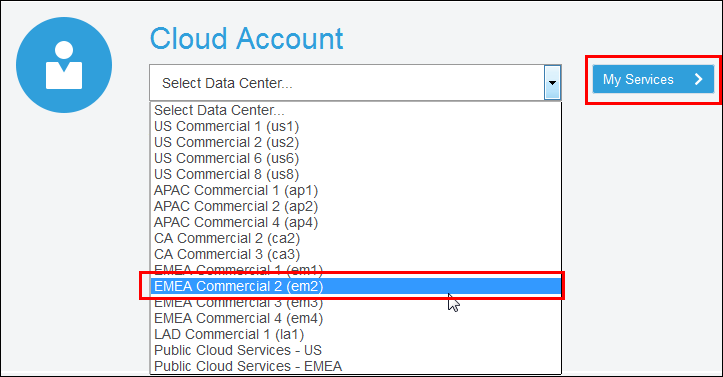 Cloud Account
Select Data Center...
My Services
Select Data Center...
US Commercial 1 (us1)
US Commercial 2 (us2)
US Commercial 6 (us6)
US Commercial 8 (us8)
APAC Commercial 1 (ap1)
APAC Commercial 2 (ap2)
APAC Commercial 4 (ap4)
CA Commercial 2 (ca2)
CA Commercial 3 (ca3)
EMEA Commercial 1 (em1)
EMEA Commercial 2 (em2)
EMEA Commercial 3 (em3)
EMEA Commercial 4 (em4)
LAD Commercial 1 (la1)
Public Cloud Services - US
Public Cloud Services - EMEA